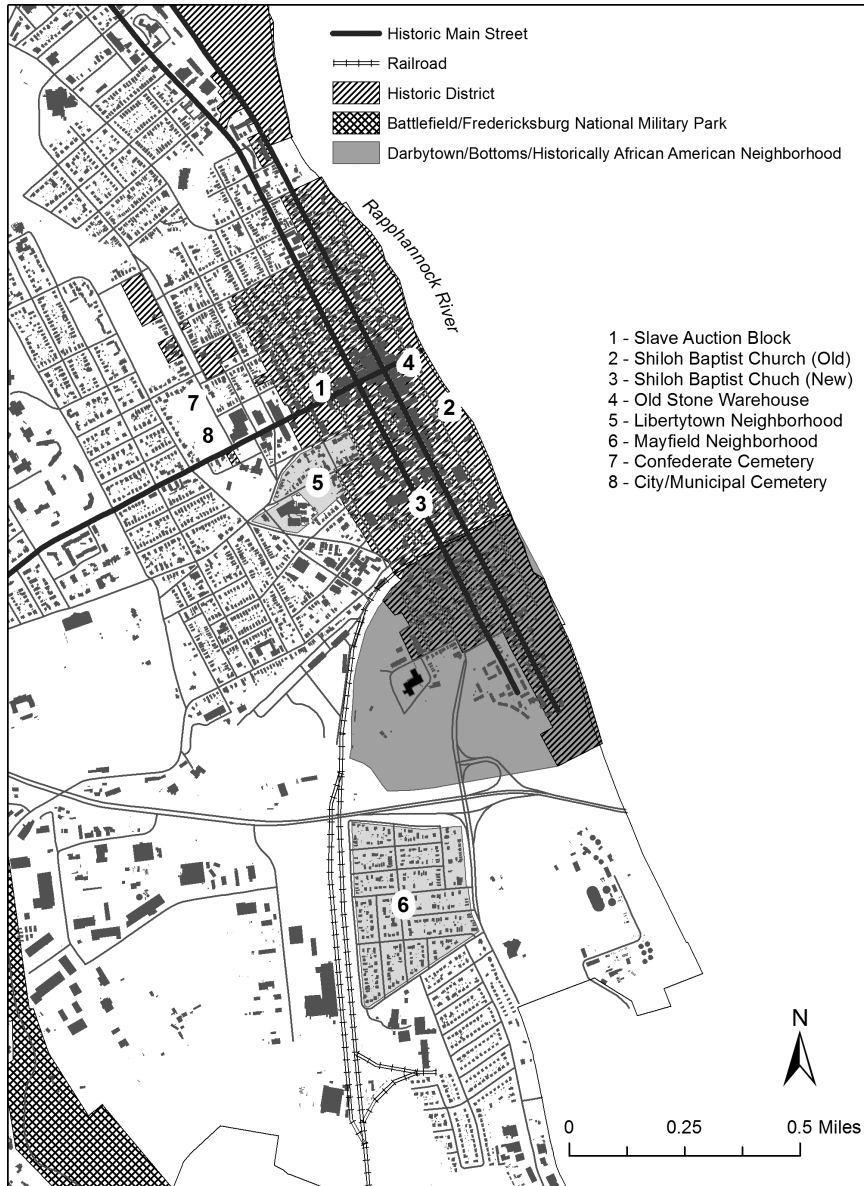 Historic Main Street
Railroad
Historic District
Battlefield/Fredericksburg National Military Park
Darbytown/Bottoms/Historically African American Neighborhood
Rapphannock River
1 - Slave Auction Block
2 - Shiloh Baptist Church (Old)
3 - Shiloh Baptist Chuch (New)
4 - Old Stone Warehouse
5 - Libertytown Neighborhood
6 - Mayfield Neighborhood
7 - Confederate Cemetery
8 - City/Municipal Cemetery
4
1
7
2
8
5
3
6
N
0 0.25 0.5 Miles